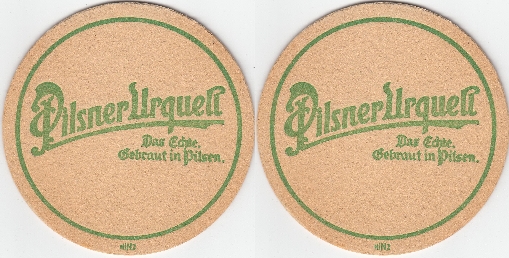 Pilsner Urquell
Das Echte.
Gebraut in Pilsen.
Pilsner Urquell
Das Echte.
Gebraut in Pilsen.